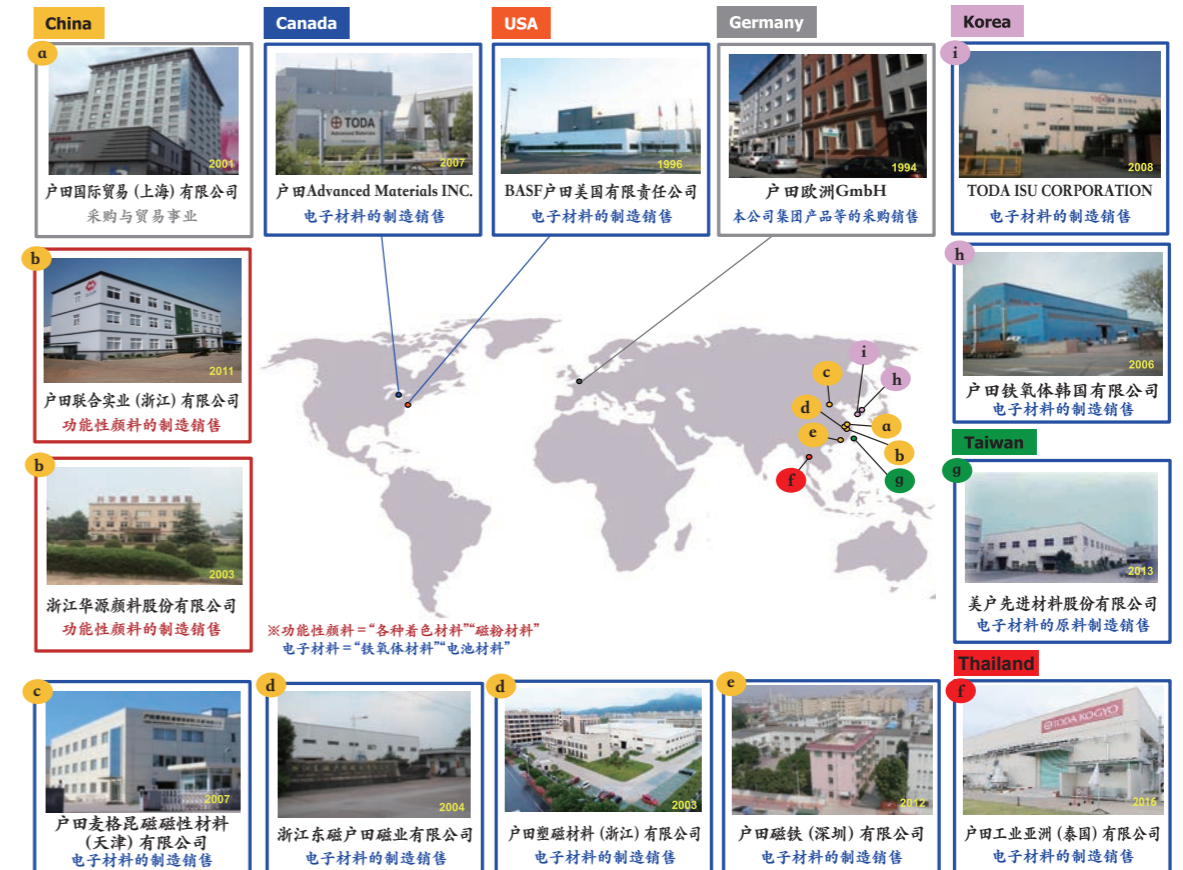 China
Canada
USA
Germany
Korea
a
2001
户田国际贸易 (上海) 有限公司
采购与贸易事业
TODA
Advanced Materials
2007
户田Advanced Materials INC.
电子材料的制造销售
1996
BASF户田美国有限责任公司
电子材料的制造销售
1994
户田欧洲GmbH
本公司集团产品等的采购销售
i
2008
TODA ISU CORPORATION
电子材料的制造销售
b
2011
户田联合实业 (浙江) 有限公司
功能性颜料的制造销售
h
2006
户田铁氧体韩国有限公司
电子材料的制造销售
b
2003
浙江华源颜料股份有限公司
功能性颜料的制造销售
i
c
h
d
a
e
b
f
g
Taiwan
g
2013
美户先进材料股份有限公司
电子材料的原料制造销售
※功能性颜料＝“各种着色材料”“磁粉材料”
电子材料＝“铁氧体材料”“电池材料”
Thailand
c
2007
户田麦格昆磁磁性材料
(天津) 有限公司
电子材料的制造销售
d
2004
浙江东磁户田磁业有限公司
电子材料的制造销售
d
2003
户田塑磁材料 (浙江) 有限公司
电子材料的制造销售
e
2012
户田磁铁 (深圳) 有限公司
电子材料的制造销售
f
TODA KOGYO
2016
户田工业亚洲 (泰国) 有限公司
电子材料的制造销售